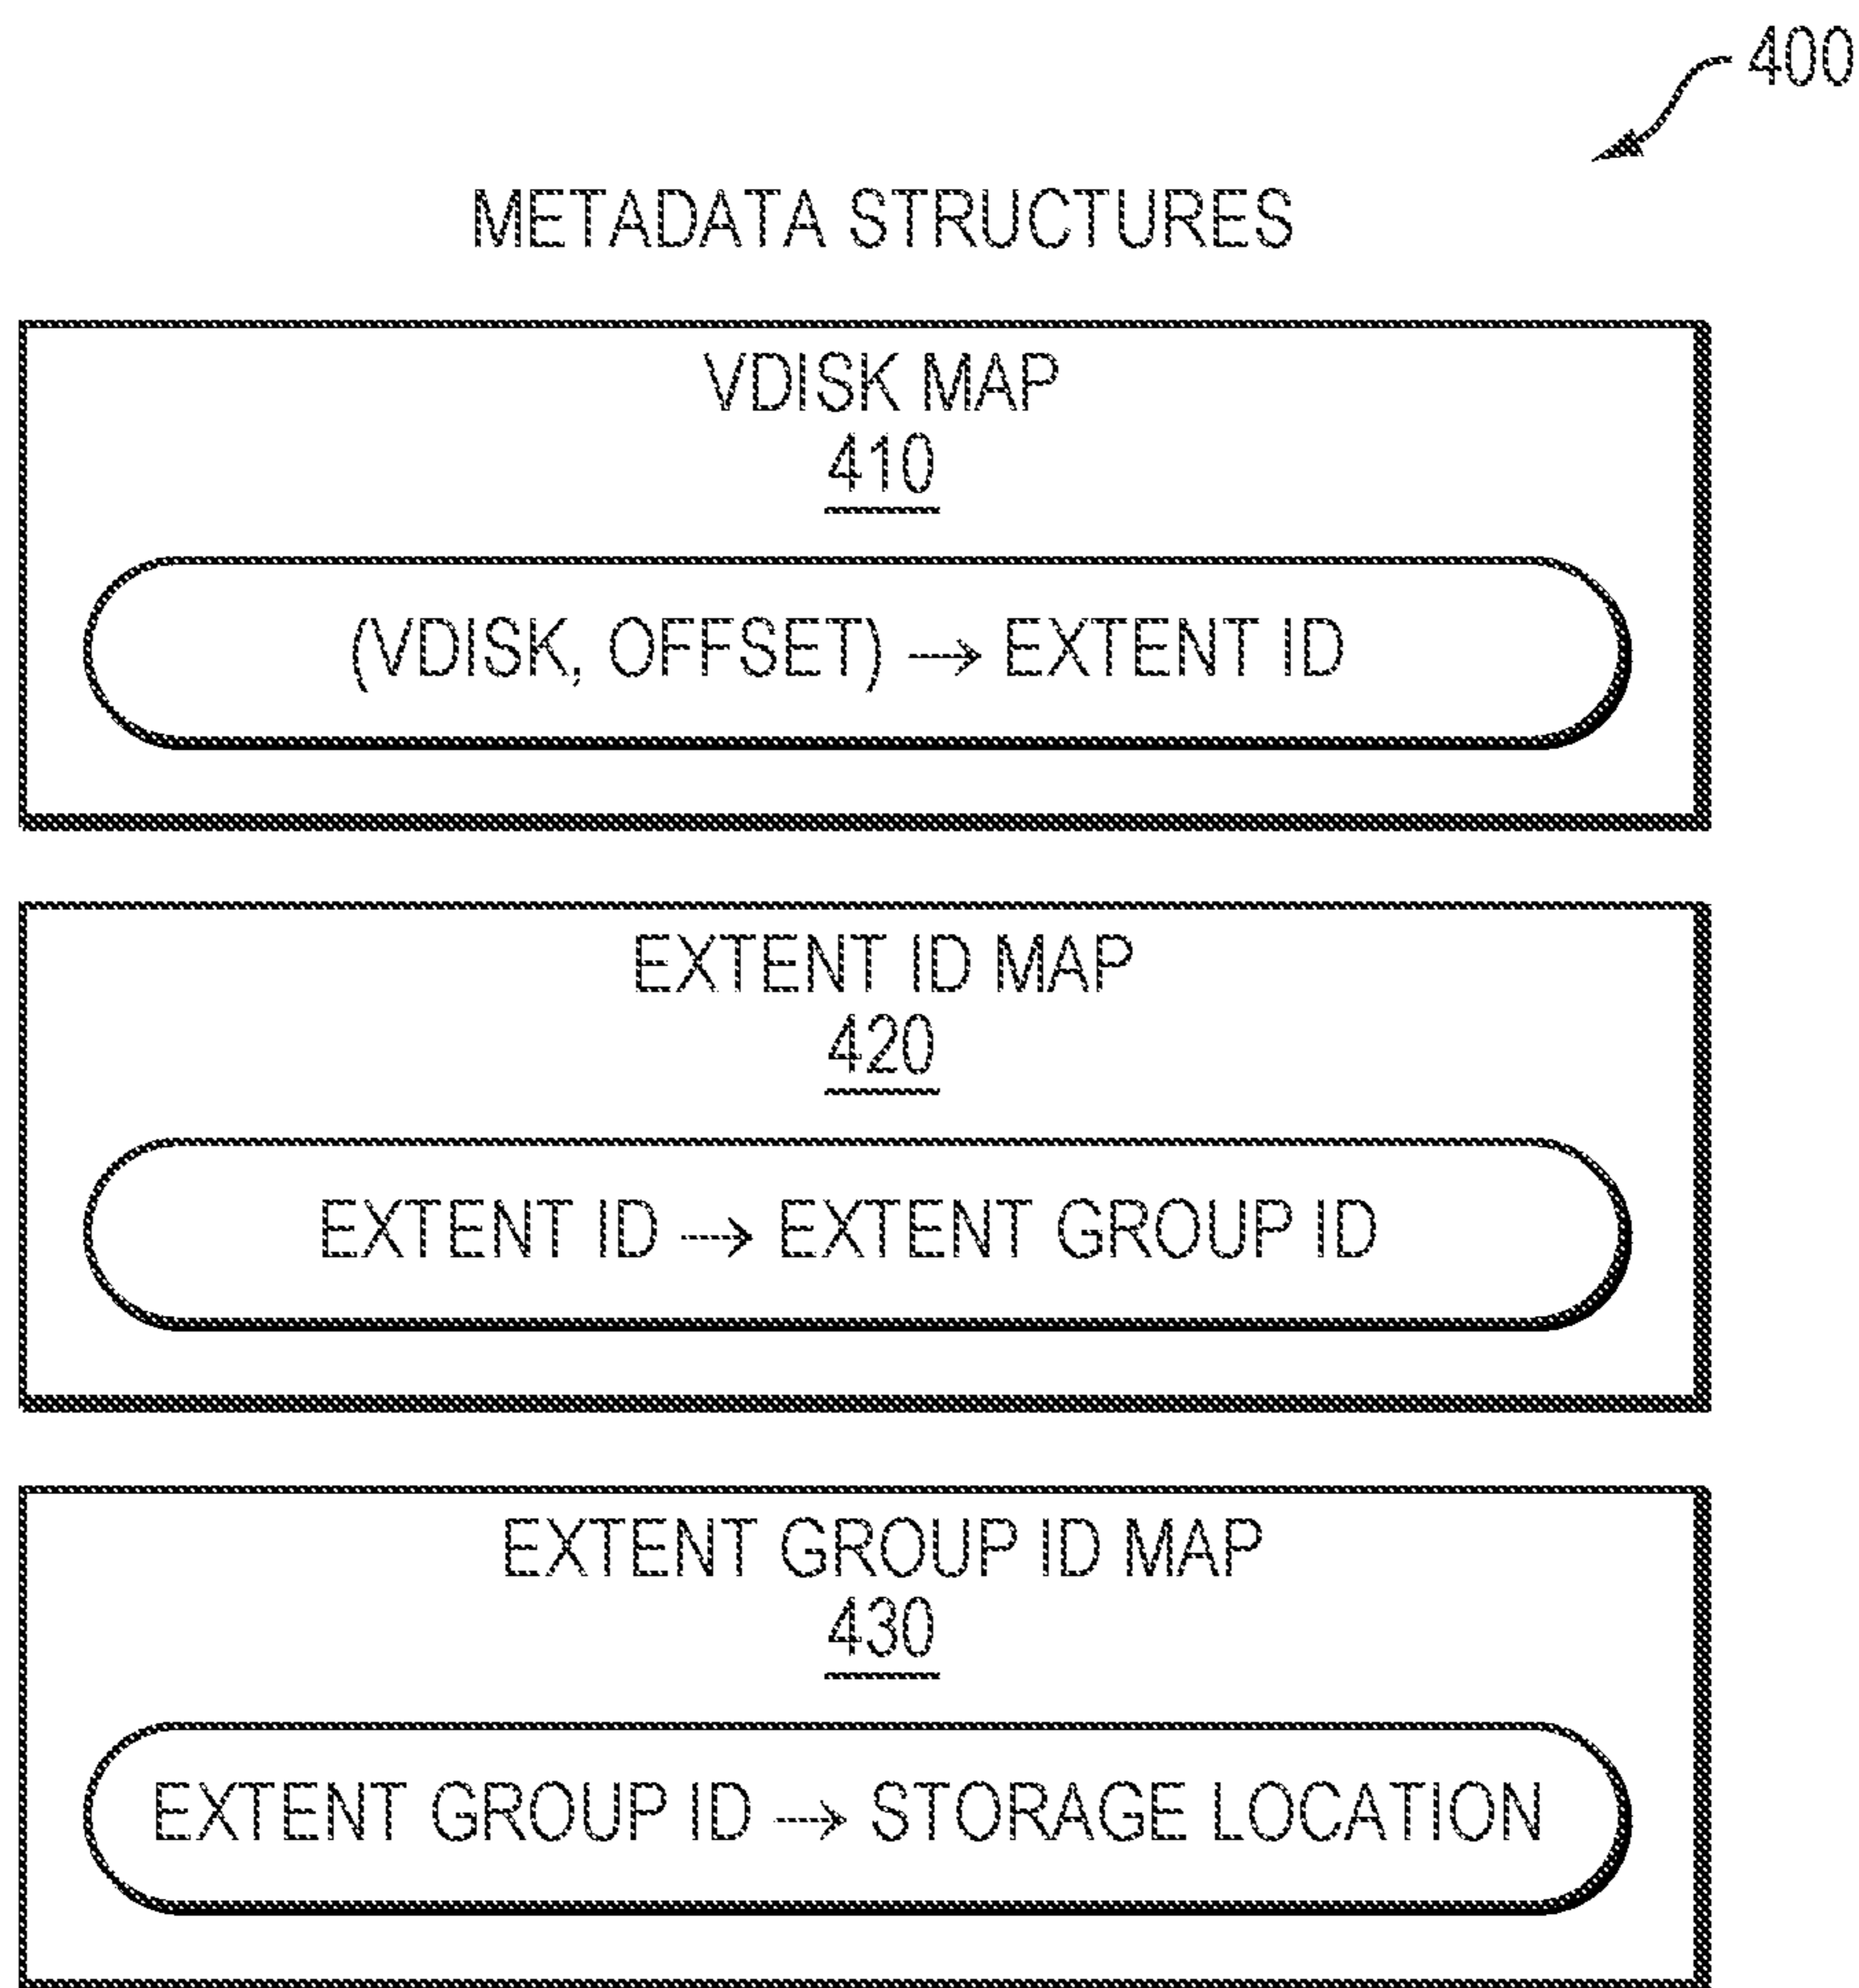 400
METADATA STRUCTURES
VDISK MAP
410
(VDISK, OFFSET) → EXTENT ID
EXTENT ID MAP
420
EXTENT ID → EXTENT GROUP ID
EXTENT GROUP ID MAP
430
EXTENT GROUP ID → STORAGE LOCATION